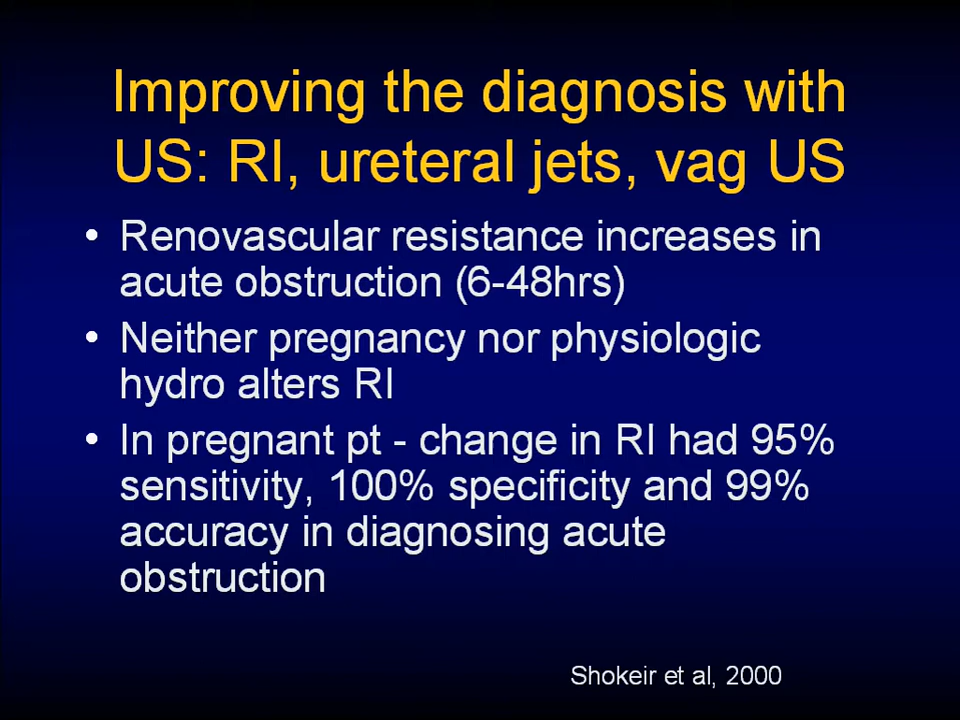 Improving the diagnosis with
US: RI, ureteral jets, vag US
• Renovascular resistance increases in
acute obstruction (6-48hrs)
• Neither pregnancy nor physiologic
hydro alters RI
• In pregnant pt - change in RI had 95%
sensitivity, 100% specificity and 99%
accuracy in diagnosing acute
obstruction
Shokeir et al, 2000